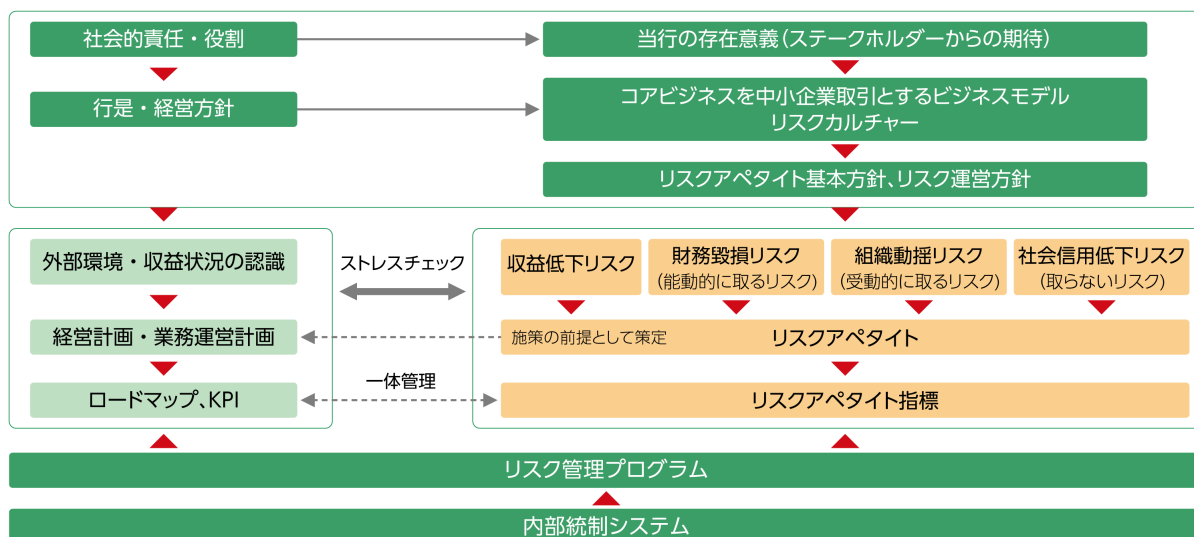 社会的責任・役割
当行の存在意義（ステークホルダーからの期待）
行是・経営方針
コアビジネスを中小企業取引とするビジネスモデル
リスクカルチャー
リスクアペタイト基本方針、リスク運営方針
外部環境・収益状況の認識
ストレスチェック
収益低下リスク
財務毀損リスク
（能動的に取るリスク）
組織動揺リスク
（受動的に取るリスク）
社会信用低下リスク
（取らないリスク）
経営計画・業務運営計画
施策の前提として策定
リスクアペタイト
ロードマップ、KPI
一体管理
リスクアペタイト指標
リスク管理プログラム
内部統制システム